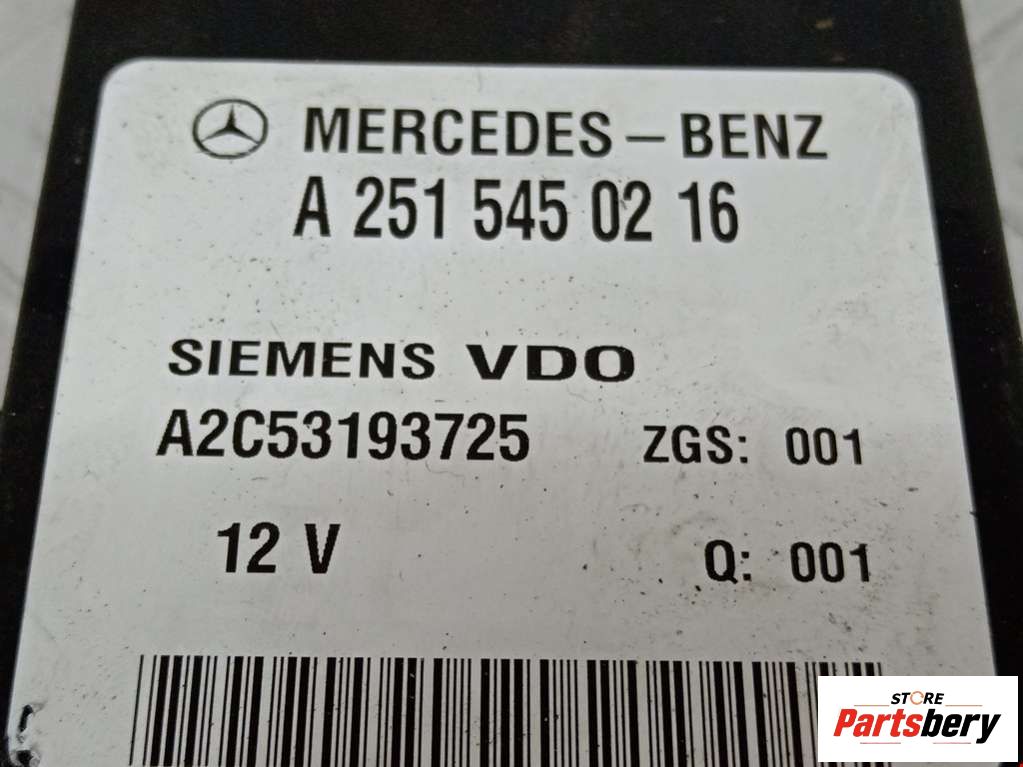 MERCEDES-BENZ
A 251 545 02 16
SIEMENS VDO
A2C53193725 ZGS: 001
12 V Q: 001
STORE
Partsbery